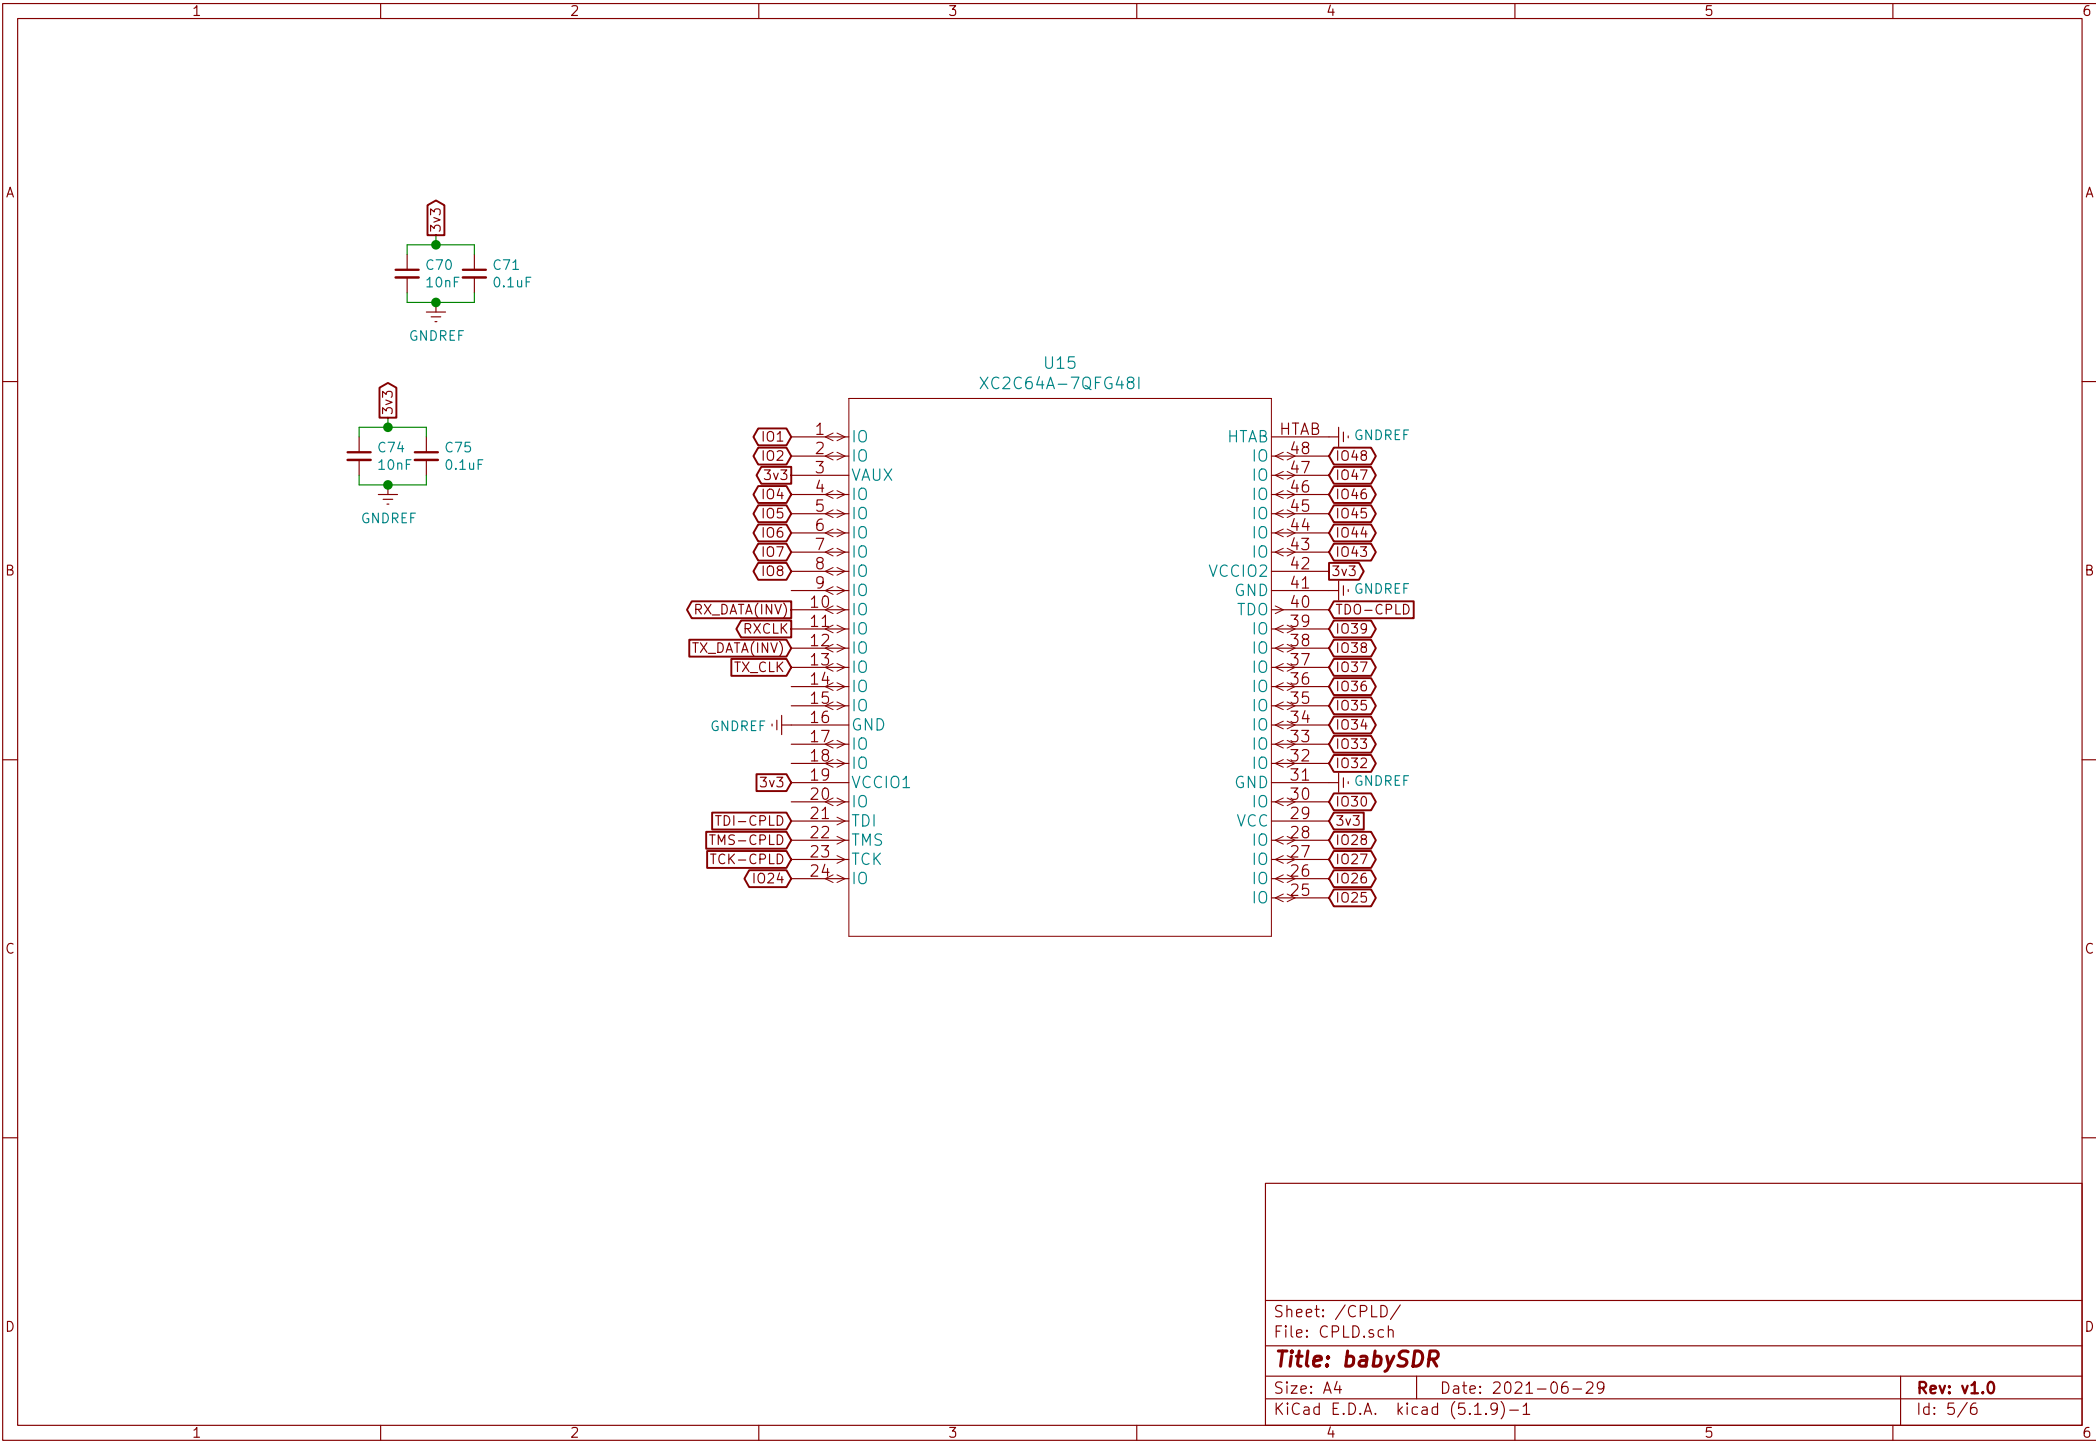 1 2 3 4 5 6
A A
3v3
C70 C71
10nF 0.1uF
GNDREF
3v3
C74 C75
10nF 0.1uF
GNDREF
B B
U15
XC2C64A-7QFG48I
IO1 1 IO
IO2 2 IO
3v3 3 VAUX
IO4 4 IO
IO5 5 IO
IO6 6 IO
IO7 7 IO
IO8 8 IO
9 IO
RX_DATA(INV) 10 IO
RXCLK 11 IO
TX_DATA(INV) 12 IO
TX_CLK 13 IO
14 IO
15 IO
GNDREF 16 GND
17 IO
18 IO
3v3 19 VCCIO1
20 IO
TDI-CPLD 21 TDI
TMS-CPLD 22 TMS
TCK-CPLD 23 TCK
IO24 24 IO
HTAB HTAB GNDREF
IO 48 IO48
IO 47 IO47
IO 46 IO46
IO 45 IO45
IO 44 IO44
IO 43 IO43
VCCIO2 42 3v3
GND 41 GNDREF
TDO 40 TDO-CPLD
IO 39 IO39
IO 38 IO38
IO 37 IO37
IO 36 IO36
IO 35 IO35
IO 34 IO34
IO 33 IO33
IO 32 IO32
GND 31 GNDREF
IO 30 IO30
VCC 29 3v3
IO 28 IO28
IO 27 IO27
IO 26 IO26
IO 25 IO25
C C
D D
Sheet: /CPLD/
File: CPLD.sch
Title: babySDR
Size: A4 Date: 2021-06-29 Rev: v1.0
KiCad E.D.A. kicad (5.1.9)-1 Id: 5/6
1 2 3 4 5 6